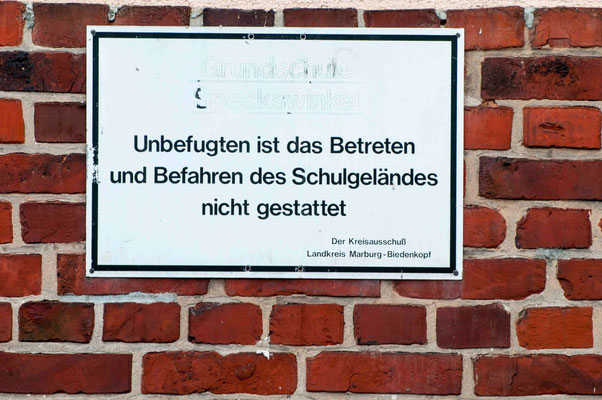 Grundschule
Speckswinkel
Unbefugten ist das Betreten
und Befahren des Schulgeländes
nicht gestattet
Der Kreisausschuß
Landkreis Marburg-Biedenkopf